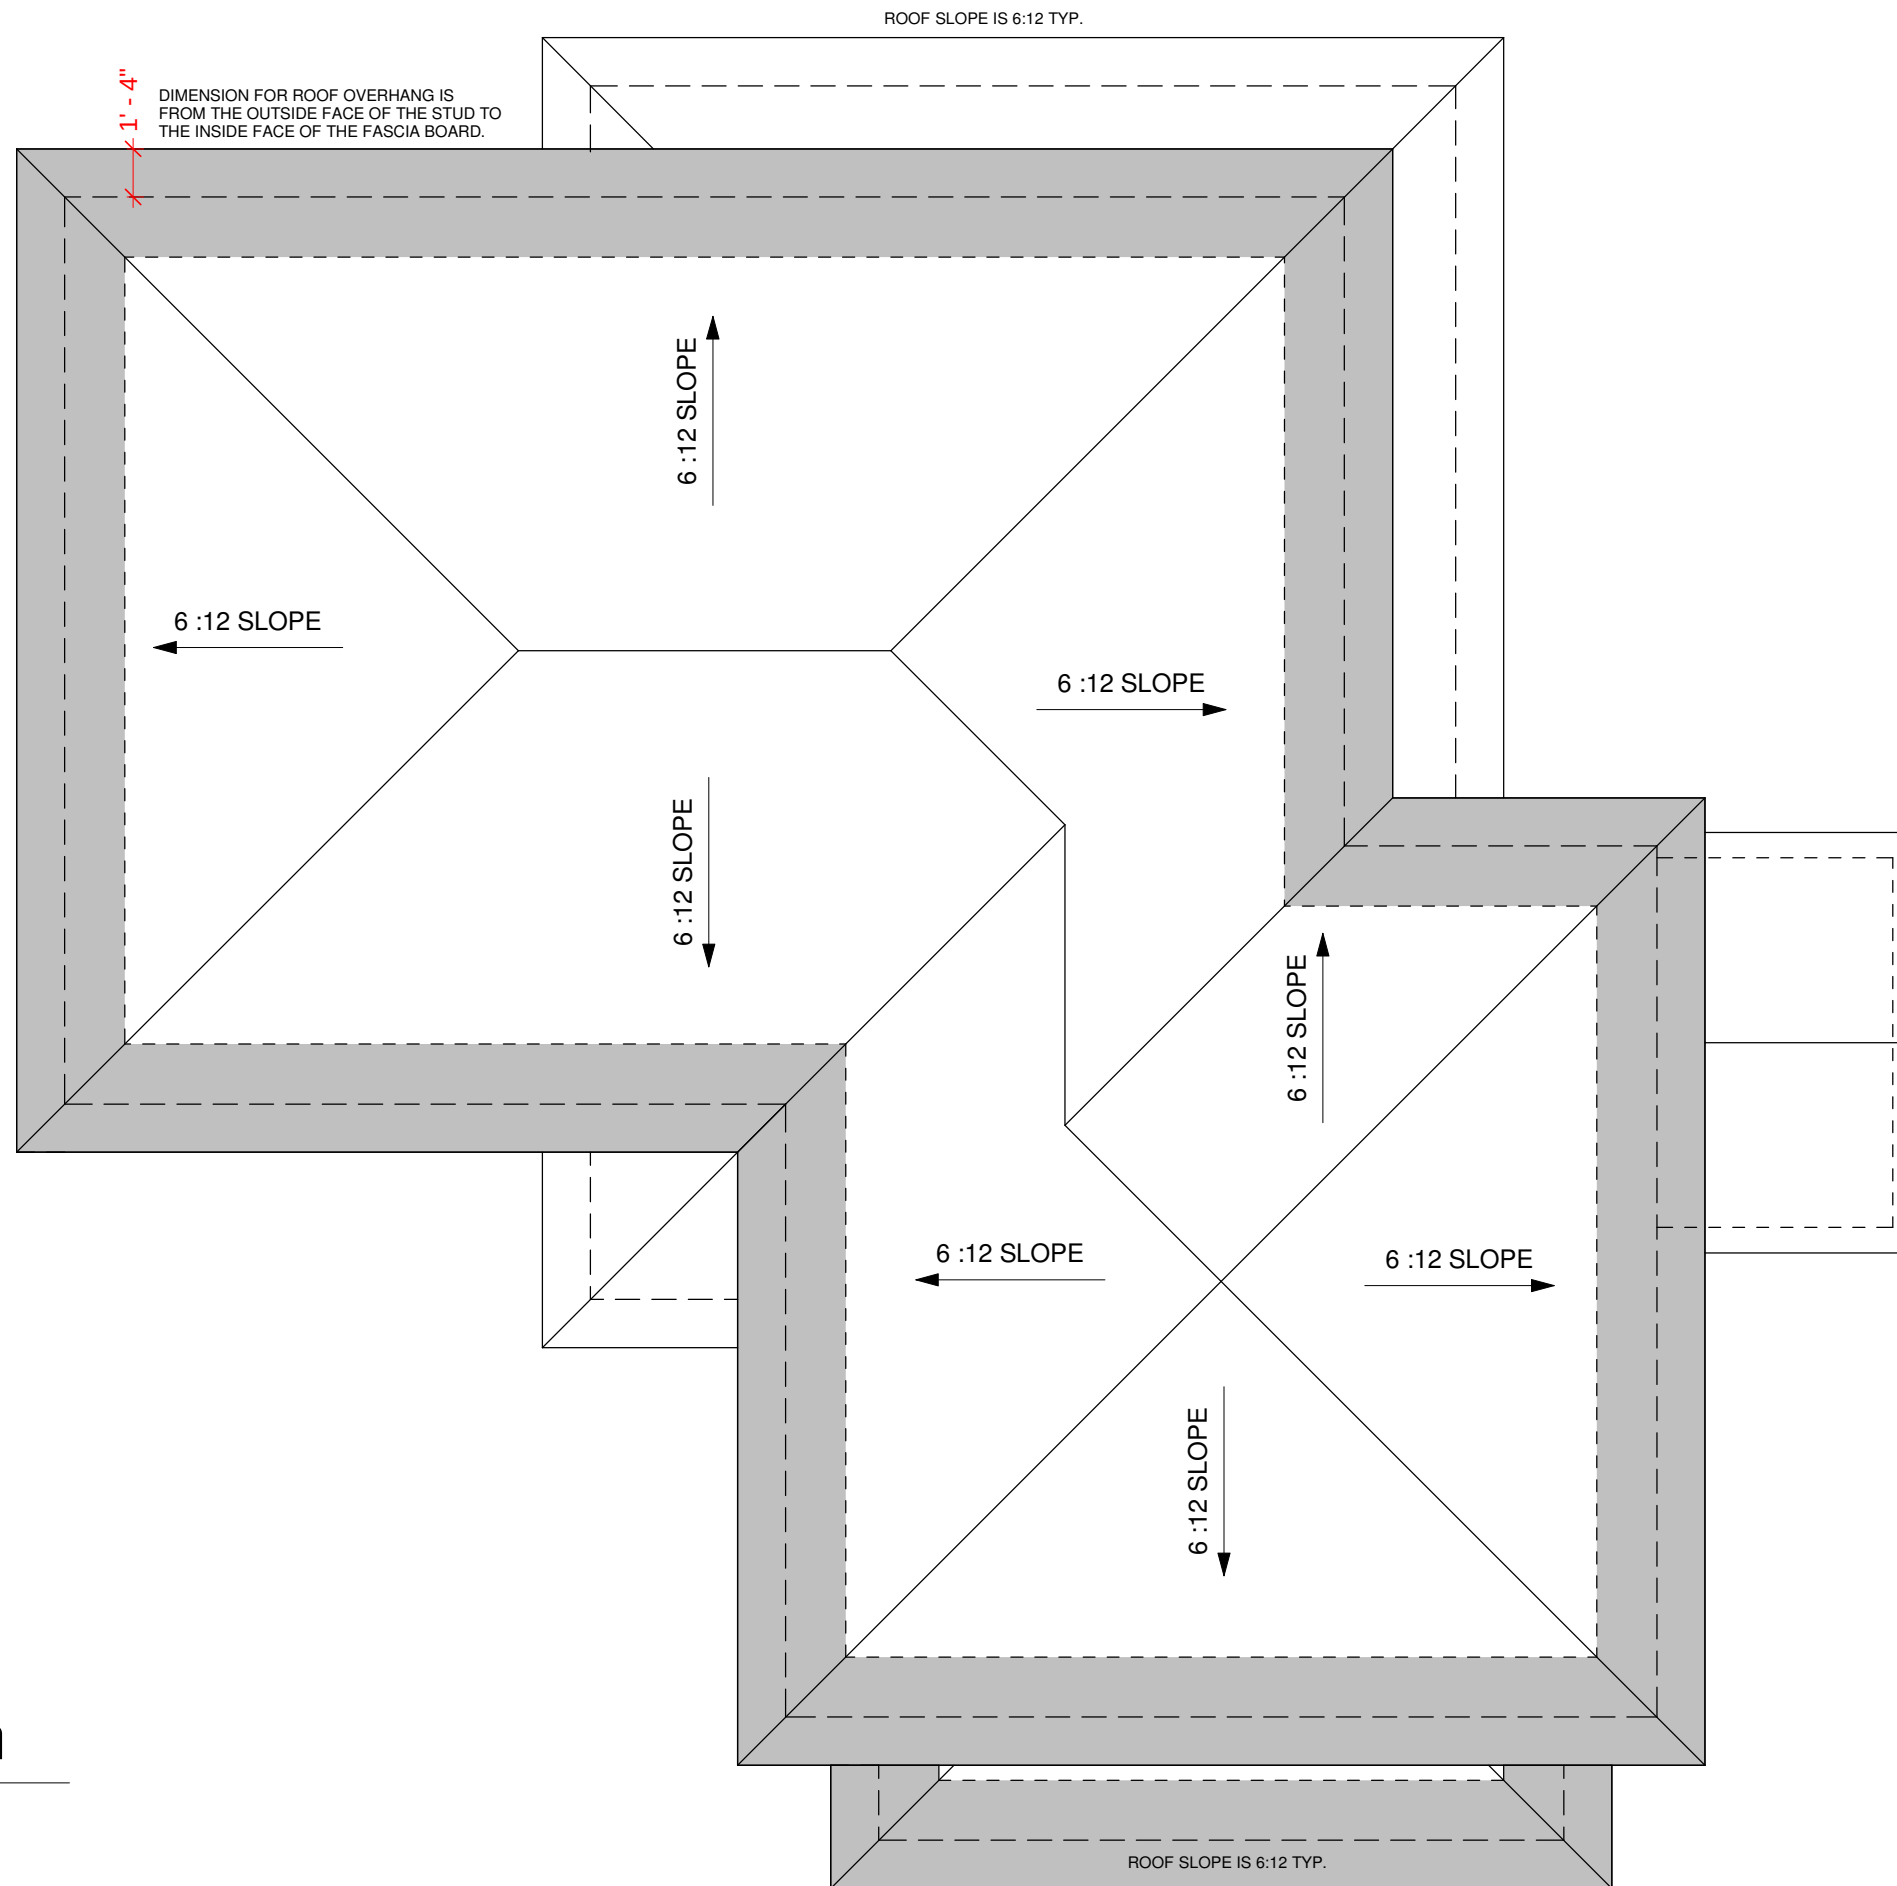 ROOF SLOPE IS 6:12 TYP.
1' - 4"
DIMENSION FOR ROOF OVERHANG IS
FROM THE OUTSIDE FACE OF THE STUD TO
THE INSIDE FACE OF THE FASCIA BOARD.
6 :12 SLOPE
6 :12 SLOPE
6 :12 SLOPE
6 :12 SLOPE
6 :12 SLOPE
6 :12 SLOPE
6 :12 SLOPE
6 :12 SLOPE
ROOF SLOPE IS 6:12 TYP.